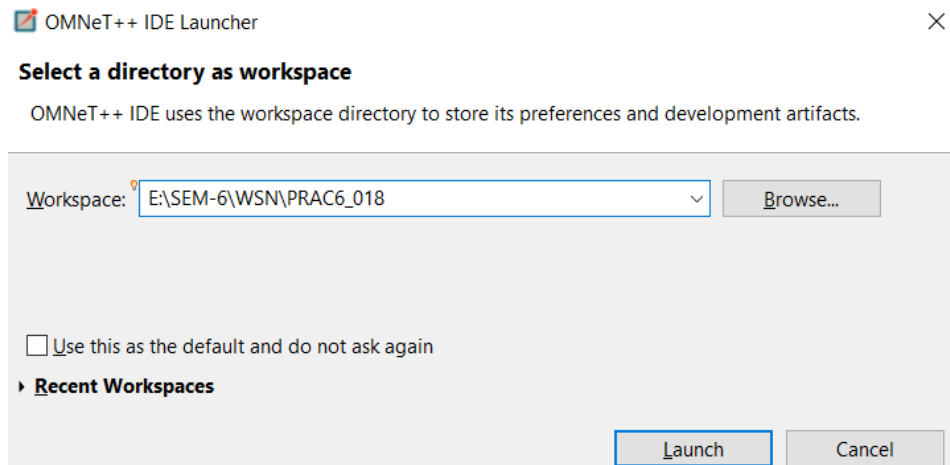 OMNeT++ IDE Launcher
Select a directory as workspace
OMNeT++ IDE uses the workspace directory to store its preferences and development artifacts.
Workspace: E:\SEM-6\WSN\PRAC6_018 Browse...
Use this as the default and do not ask again
Recent Workspaces
Launch Cancel